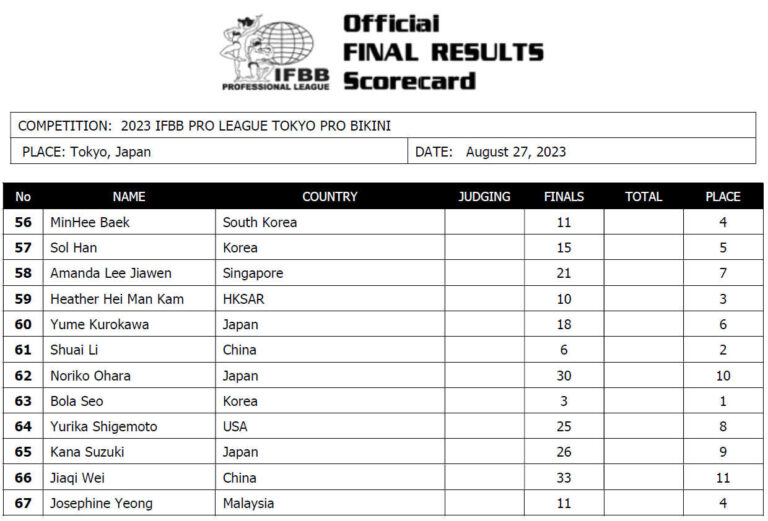 Official
FINAL RESULTS
Scorecard
IFBB
PROFESSIONAL LEAGUE
COMPETITION: 2023 IFBB PRO LEAGUE TOKYO PRO BIKINI
PLACE: Tokyo, Japan DATE: August 27, 2023
No NAME COUNTRY JUDGING FINALS TOTAL PLACE
56 MinHee Baek South Korea 11 4
57 Sol Han Korea 15 5
58 Amanda Lee Jiawen Singapore 21 7
59 Heather Hei Man Kam HKSAR 10 3
60 Yume Kurokawa Japan 18 6
61 Shuai Li China 6 2
62 Noriko Ohara Japan 30 10
63 Bola Seo Korea 3 1
64 Yurika Shigemoto USA 25 8
65 Kana Suzuki Japan 26 9
66 Jiaqi Wei China 33 11
67 Josephine Yeong Malaysia 11 4